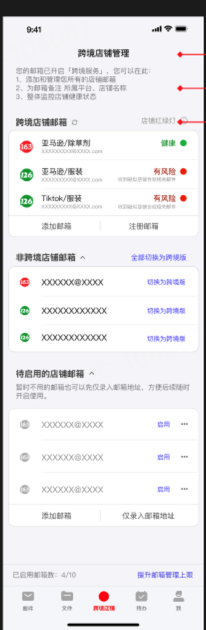 9:41
跨境店铺管理
您的邮箱已开启「跨境服务」，您可以在此：
1、添加和管理您所有的店铺邮箱
2、为邮箱备注 所属平台、店铺名称
3、整体监控店铺健康状态
跨境店铺邮箱
店铺红绿灯
163
亚马逊/除草剂
健康
XXXXXXXXX@XXXX.com
126
亚马逊/服装
有风险
XXXXXXXXX@XXXX.com
126
Tiktok/服装
有风险
XXXXXXXXX@XXXX.com
添加邮箱
注册邮箱
非跨境店铺邮箱
全部切换为跨境版
163
XXXXXX@XXXX
切换为跨境版
126
XXXXXXXXXXXX
切换为跨境版
126
XXXXXXXXXXXX
切换为跨境版
待启用的店铺邮箱
暂时不用的邮箱也可以先仅录入邮箱地址，方便后续随时
开启使用。
163
XXXXXX@XXXX
启用
163
XXXXXX@XXXX
启用
163
XXXXXX@XXXX
启用
添加邮箱
仅录入邮箱地址
已启用邮箱数：4/10
提升邮箱管理上限
邮件
文件
跨境店铺
待办
我